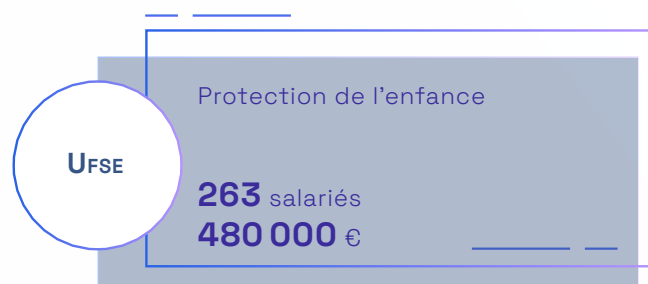 Protection de l’enfance
UFSE
263 salariés
480 000 €